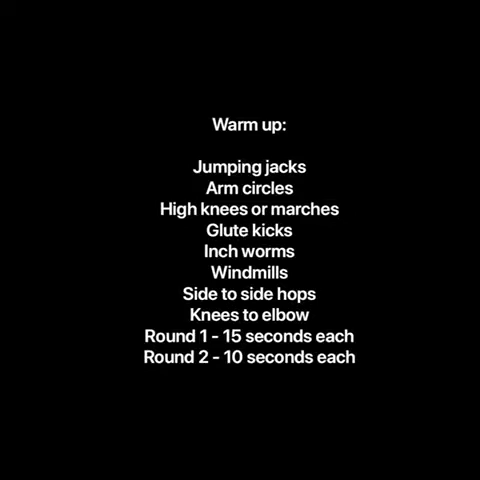 Warm up:
Jumping jacks
Arm circles
High knees or marches
Glute kicks
Inch worms
Windmills
Side to side hops
Knees to elbow
Round 1 - 15 seconds each
Round 2 - 10 seconds each